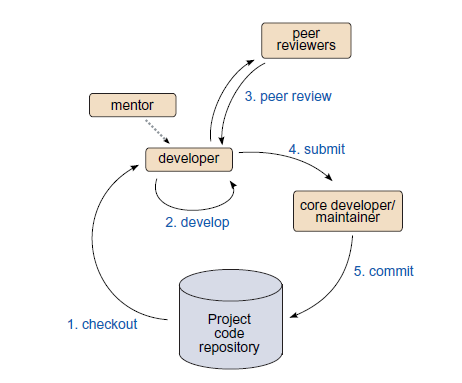 peer
reviewers
3. peer review
mentor
developer
4. submit
2. develop
core developer/
maintainer
5. commit
1. checkout
Project
code
repository